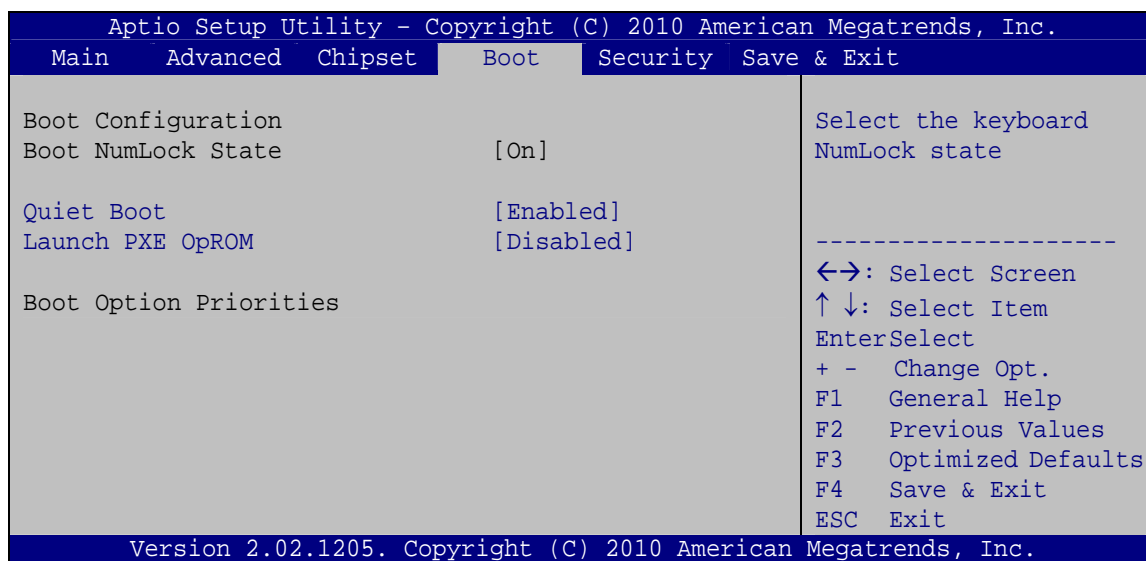 Aptio Setup Utility – Copyright (C) 2010 American Megatrends, Inc.
Main Advanced Chipset Boot Security Save & Exit
Boot Configuration
Boot NumLock State [On]
Quiet Boot [Enabled]
Launch PXE OpROM [Disabled]
Boot Option Priorities
Select the keyboard
NumLock state
---------------------
←→: Select Screen
↑ ↓: Select Item
EnterSelect
+ - Change Opt.
F1 General Help
F2 Previous Values
F3 Optimized Defaults
F4 Save & Exit
ESC Exit
Version 2.02.1205. Copyright (C) 2010 American Megatrends, Inc.